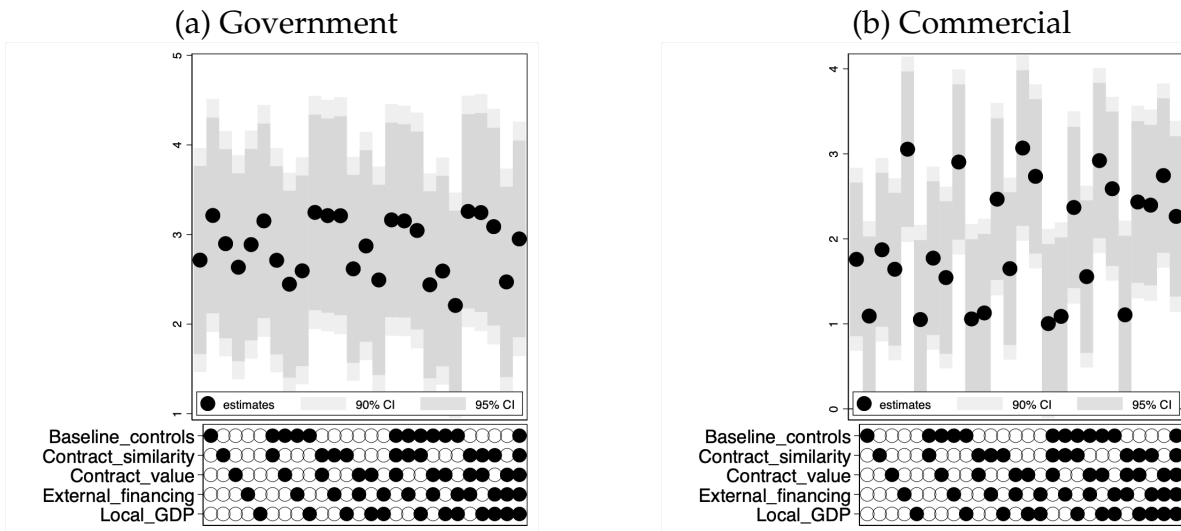 (a) Government
5
4
3
2
1
estimates 90% CI 95% CI
Baseline_controls
Contract_similarity
Contract_value
External_financing
Local_GDP
(b) Commercial
4
3
2
1
0
estimates 90% CI 95% CI
Baseline_controls
Contract_similarity
Contract_value
External_financing
Local_GDP